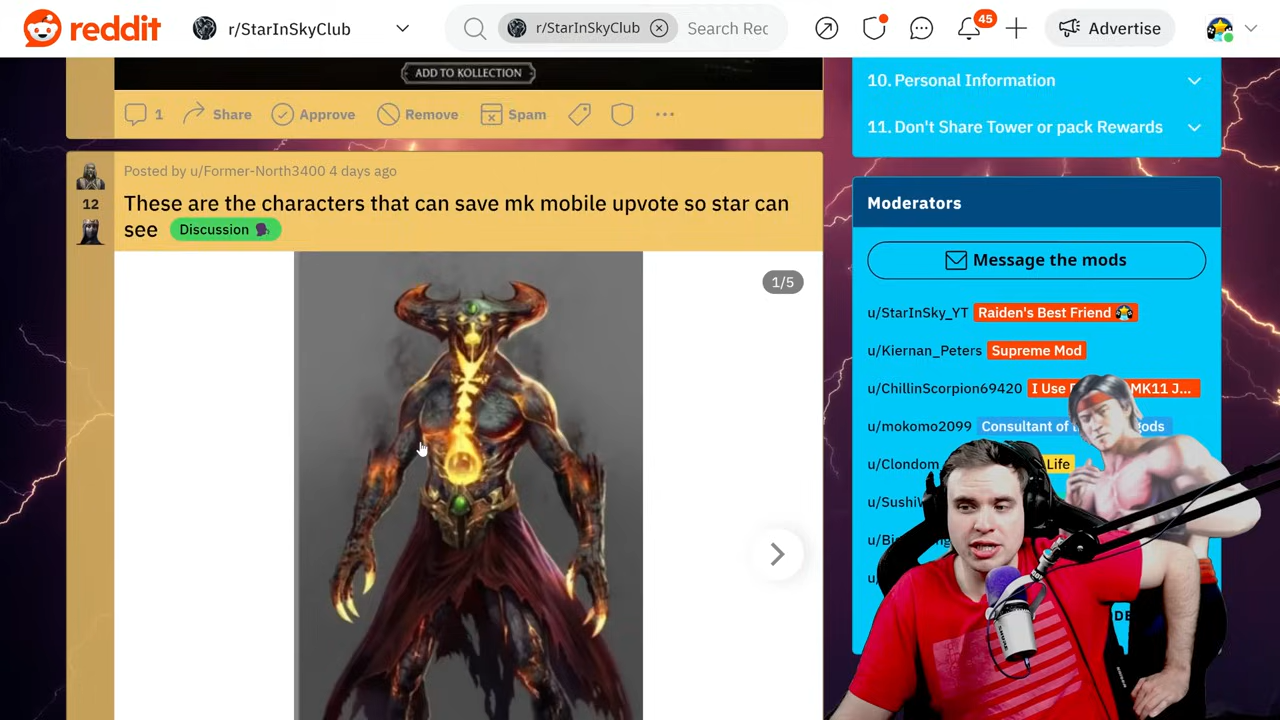 reddit
r/StarInSkyClub
r/StarInSkyClub
Search Rec
45
Advertise
ADD TO KOLLECTION
1
Share
Approve
Remove
Spam
10. Personal Information
11. Don't Share Tower or pack Rewards
Posted by u/Former-North3400 4 days ago
12
These are the characters that can save mk mobile upvote so star can
see
Discussion
1/5
Moderators
Message the mods
u/StarInSky_YT Raiden's Best Friend
u/Kiernan_Peters Supreme Mod
u/ChillinScorpion69420 I Use MK11 J...
u/mokomo2099 Consultant of
u/Clondom Life